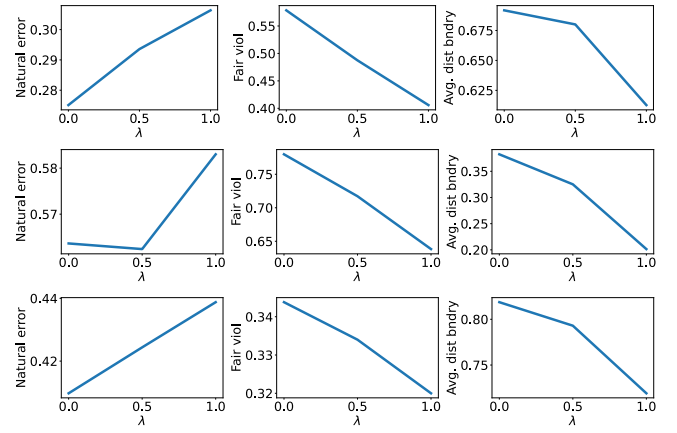 Natural error
0.30
0.29
0.28
0.0 0.5 1.0
λ
Fair viol
0.55
0.50
0.45
0.40
0.0 0.5 1.0
λ
Avg. dist bndry
0.675
0.650
0.625
0.0 0.5 1.0
λ
Natural error
0.58
0.57
0.0 0.5 1.0
λ
Fair viol
0.75
0.70
0.65
0.0 0.5 1.0
λ
Avg. dist bndry
0.35
0.30
0.25
0.20
0.0 0.5 1.0
λ
Natural error
0.44
0.42
0.0 0.5 1.0
λ
Fair viol
0.34
0.33
0.32
0.0 0.5 1.0
λ
Avg. dist bndry
0.80
0.75
0.0 0.5 1.0
λ